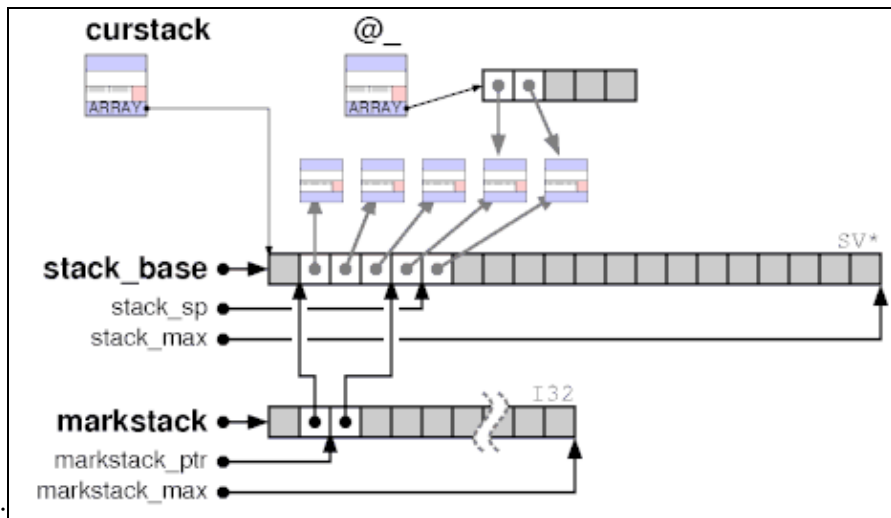 curstack @_
ARRAY ARRAY
SV*
stack_base
stack_sp
stack_max
I32
markstack
markstack_ptr
markstack_max
.